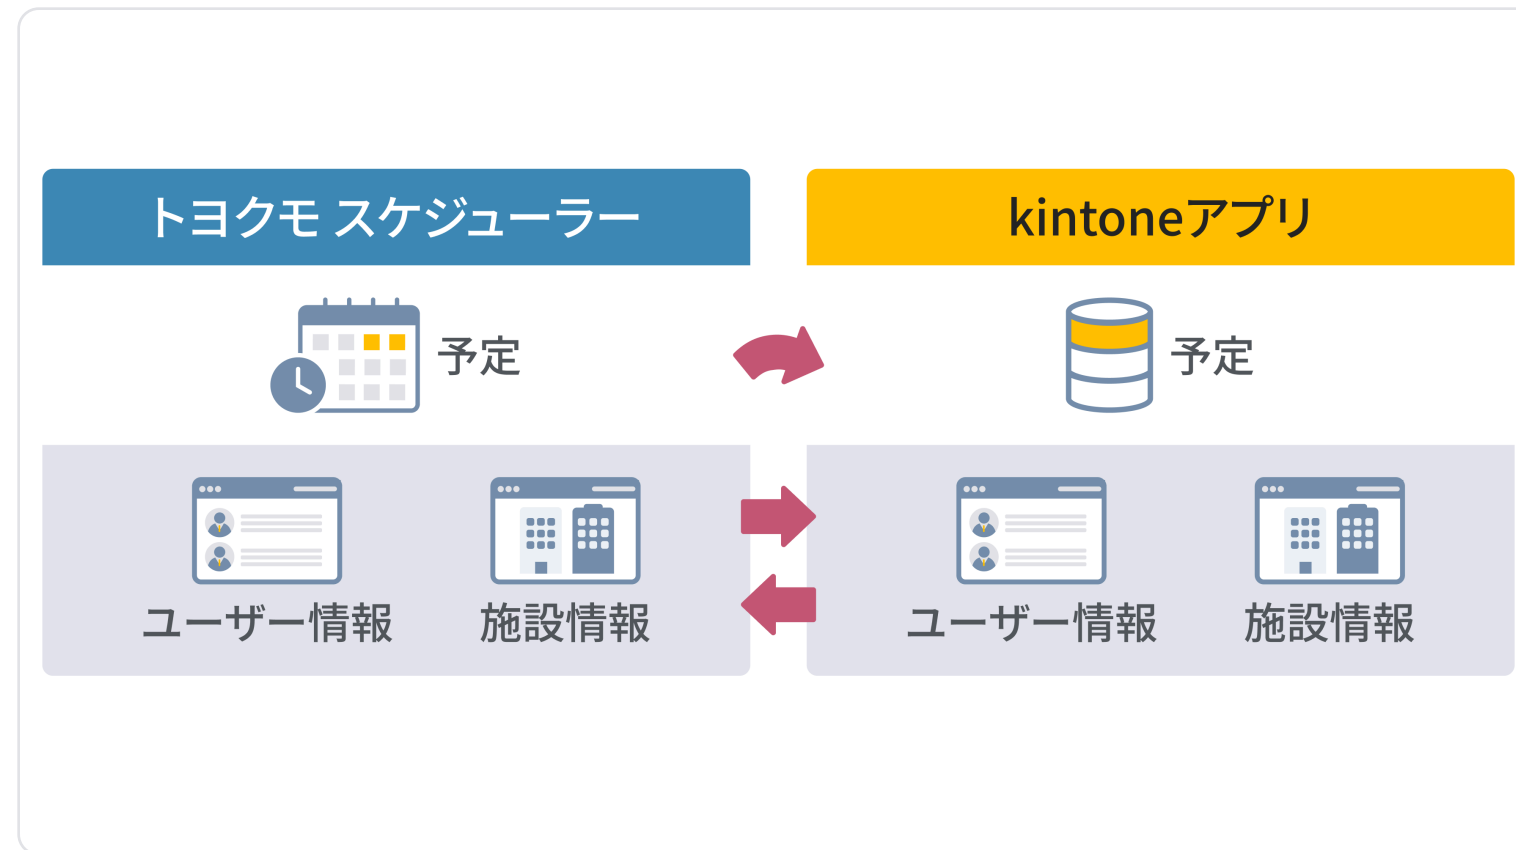 トヨクモ スケジューラー
kintoneアプリ
予定
予定
ユーザー情報
施設情報
ユーザー情報
施設情報